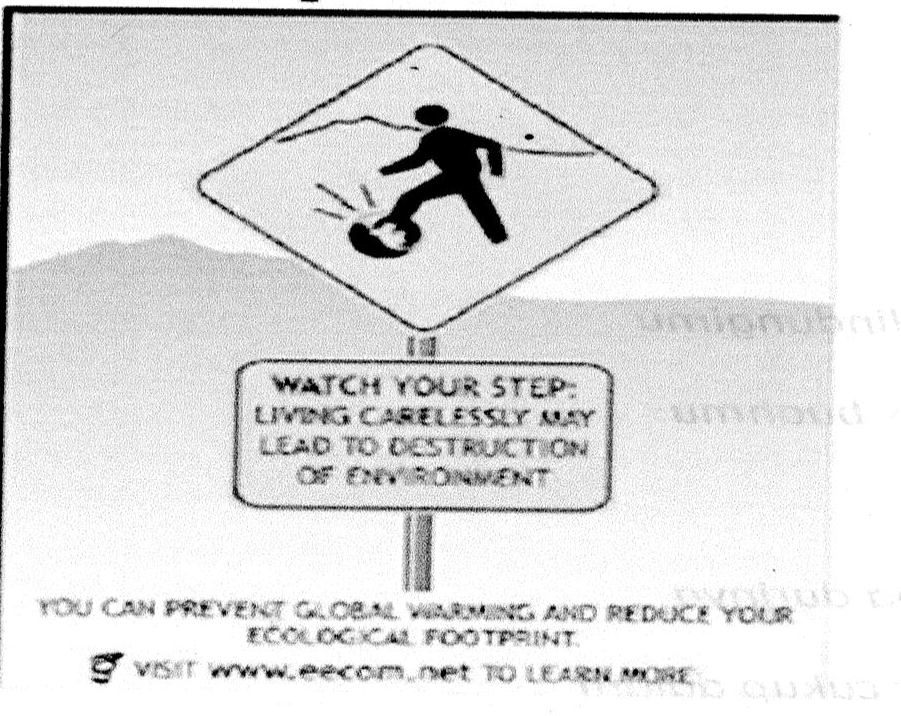 WATCH YOUR STEP:
LIVING CARELESSLY MAY
LEAD TO DESTRUCTION
OF ENVIRONMENT
YOU CAN PREVENT GLOBAL WARMING AND REDUCE YOUR
ECOLOGICAL FOOTPRINT.
VISIT www.eecom.net TO LEARN MORE.